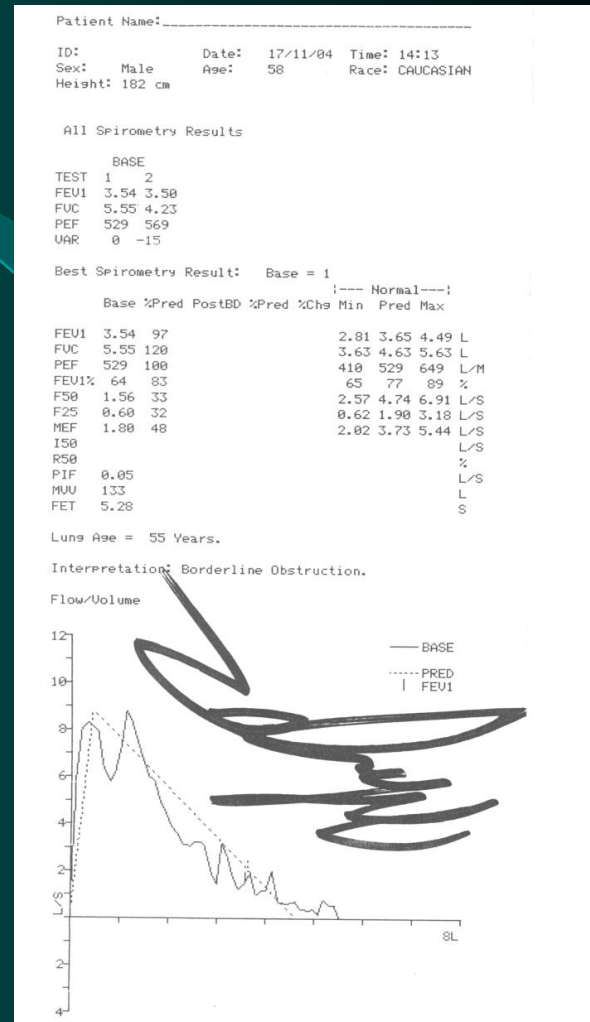 Patient Name:_____________________________________
ID: Date: 17/11/04 Time: 14:13
Sex: Male Age: 58 Race: CAUCASIAN
Height: 182 cm
All Spirometry Results
BASE
TEST 1 2
FEV1 3.54 3.50
FVC 5.55 4.23
PEF 529 569
VAR 0 -15
Best Spirometry Result: Base = 1
|--- Normal---|
Base %Pred PostBD %Pred %Chg Min Pred Max
FEV1 3.54 97 2.81 3.65 4.49 L
FVC 5.55 120 3.63 4.63 5.63 L
PEF 529 100 410 529 649 L/M
FEV1% 64 83 65 77 89 %
F50 1.56 33 2.57 4.74 6.91 L/S
F25 0.60 32 0.62 1.90 3.18 L/S
MEF 1.80 48 2.02 3.73 5.44 L/S
I50 L/S
R50 %
PIF 0.05 L/S
MVV 133 L
FET 5.28 S
Lung Age = 55 Years.
Interpretation: Borderline Obstruction.
Flow/Volume
12
BASE
10
PRED
FEV1
8
6
4
2
L/S
8L
2
4